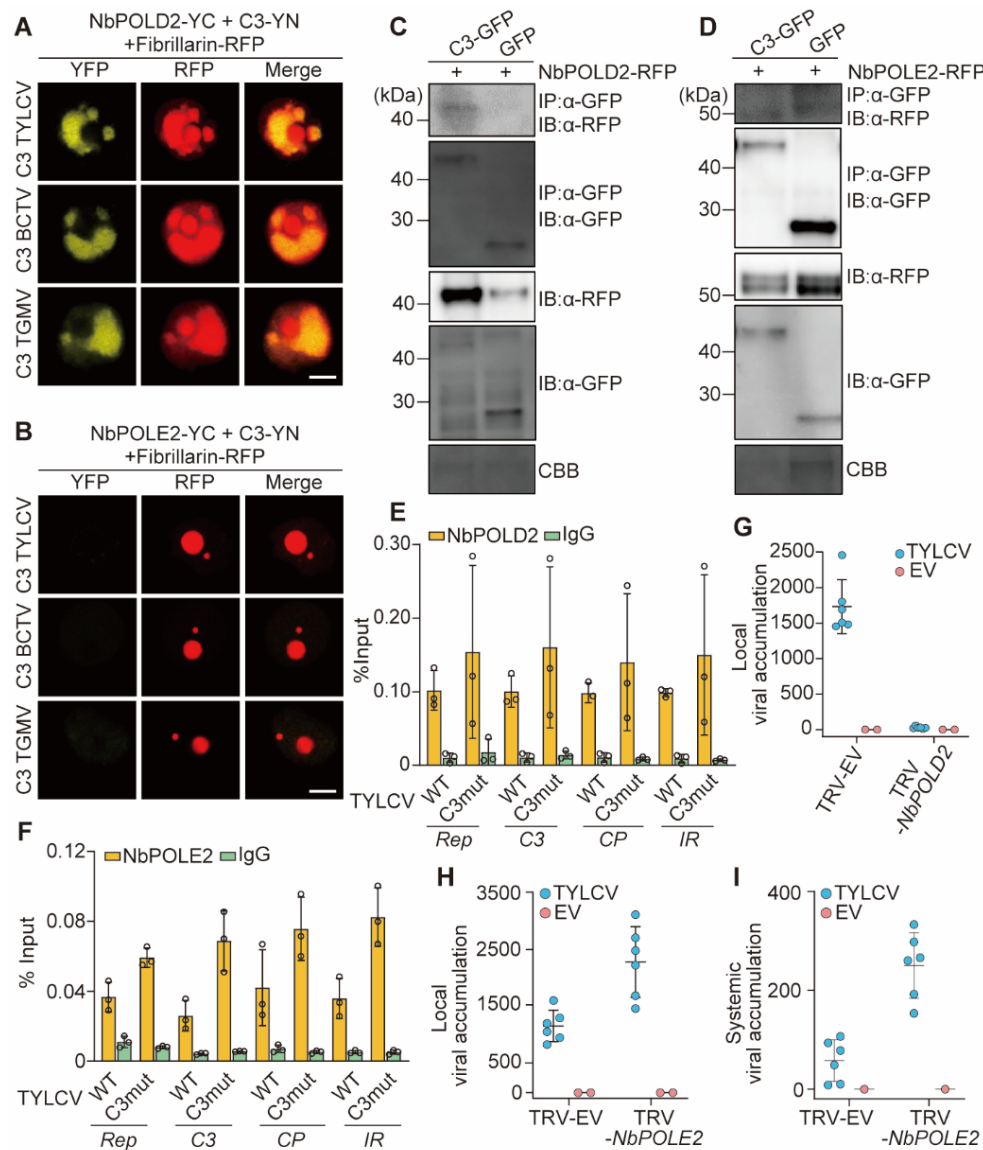 A
NbPOLD2-YC + C3-YN
+Fibrillarin-RFP
YFP RFP Merge
C3 TYLCV
C3 BCTV
C3 TGMV
B
NbPOLE2-YC + C3-YN
+Fibrillarin-RFP
YFP RFP Merge
C3 TYLCV
C3 BCTV
C3 TGMV
C
C3-GFP GFP
+ + NbPOLD2-RFP
(kDa)
40
IP:α-GFP
IB:α-RFP
40
30
IP:α-GFP
IB:α-GFP
40
IB:α-RFP
40
30
IB:α-GFP
CBB
D
C3-GFP GFP
+ + NbPOLE2-RFP
(kDa)
50
IP:α-GFP
IB:α-RFP
40
30
IP:α-GFP
IB:α-GFP
50
IB:α-RFP
40
30
IB:α-GFP
CBB
E
NbPOLD2 IgG
%Input
0.30
0.20
0.10
0
TYLCV WT C3mut WT C3mut WT C3mut WT C3mut
Rep C3 CP IR
F
NbPOLE2 IgG
% Input
0.12
0.08
0.04
0
TYLCV WT C3mut WT C3mut WT C3mut WT C3mut
Rep C3 CP IR
G
TYLCV
EV
Local
viral accumulation
2500
2000
1500
1000
500
0
TRV-EV
TRV
-NbPOLD2
H
TYLCV
EV
Local
viral accumulation
3500
2500
1500
500
0
TRV-EV TRV
-NbPOLE2
I
TYLCV
EV
Systemic
viral accumulation
400
200
0
TRV-EV TRV
-NbPOLE2